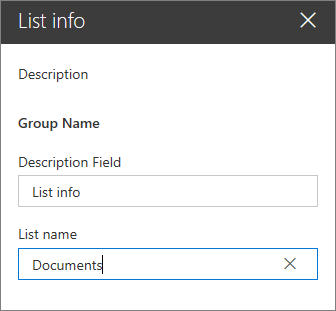 List info
Description
Group Name
Description Field
List info
List name
Documents